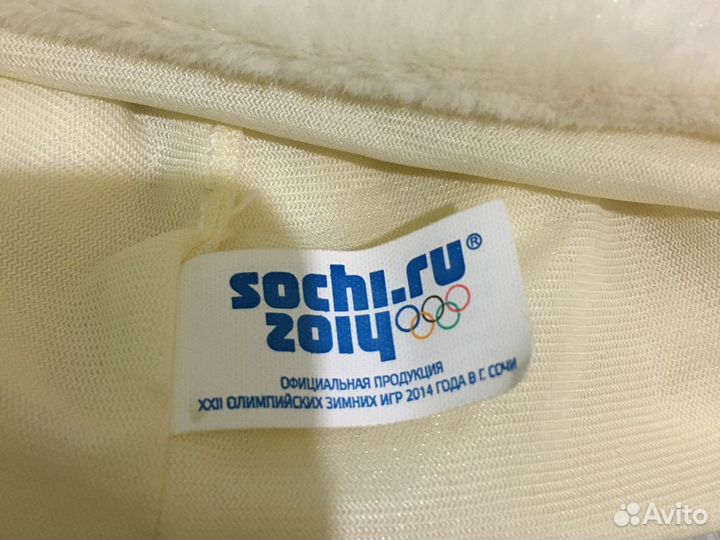 sochi.ru®
2014
ОФИЦИАЛЬНАЯ ПРОДУКЦИЯ
XXII ОЛИМПИЙСКИХ ЗИМНИХ ИГР 2014 ГОДА В Г. СОЧИ
Avito